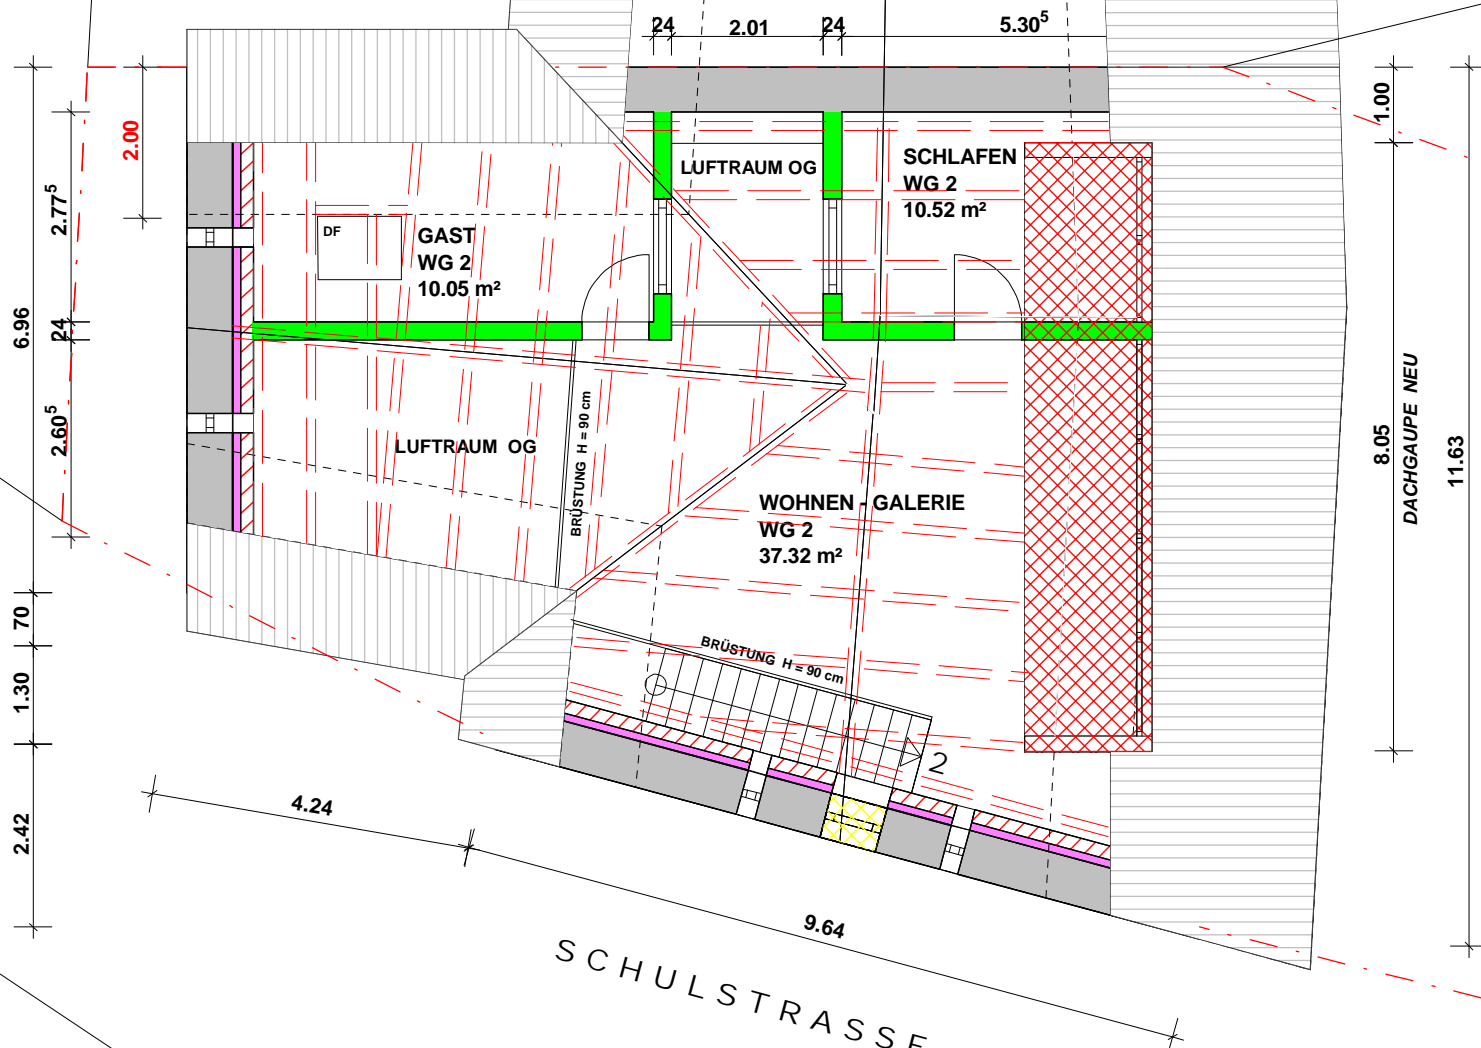 24
2.01
24
5.30⁵
1.00
2.00
LUFTRAUM OG
SCHLAFEN
WG 2
10.52 m²
2.77⁵
DF
GAST
WG 2
10.05 m²
6.96
24
2.60⁵
BRÜSTUNG H = 90 cm
LUFTRAUM OG
WOHNEN - GALERIE
WG 2
37.32 m²
8.05
DACHGAUPE NEU
11.63
70
1.30
BRÜSTUNG H = 90 cm
2
4.24
2.42
9.64
SCHULSTRASSE